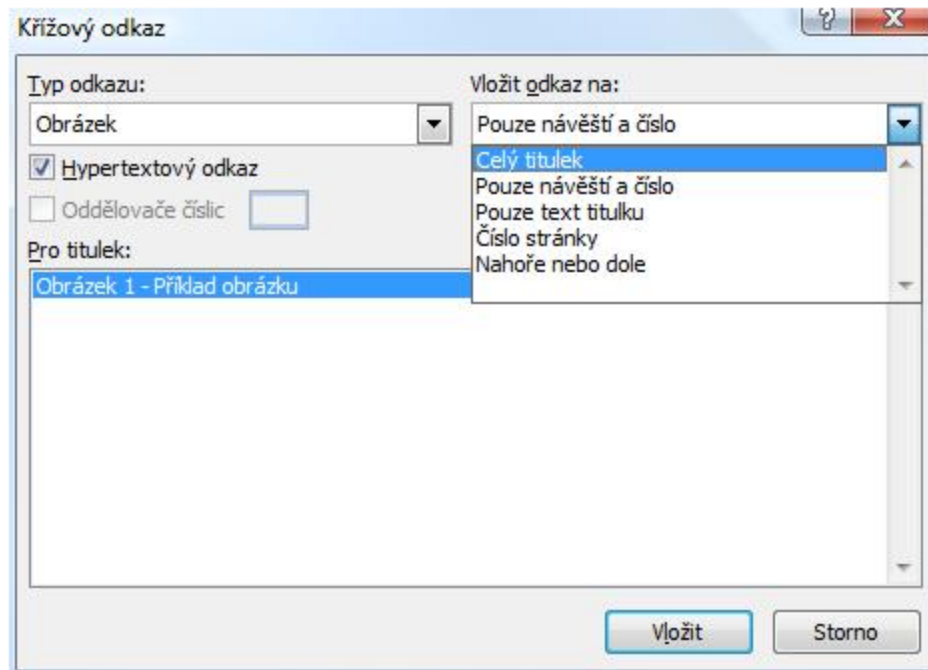 Křížový odkaz
Typ odkazu:
Obrázek
Hypertextový odkaz
Oddělovače číslic
Pro titulek:
Obrázek 1 - Příklad obrázku
Vložit odkaz na:
Pouze návěští a číslo
Celý titulek
Pouze návěští a číslo
Pouze text titulku
Číslo stránky
Nahoře nebo dole
Vložit
Storno